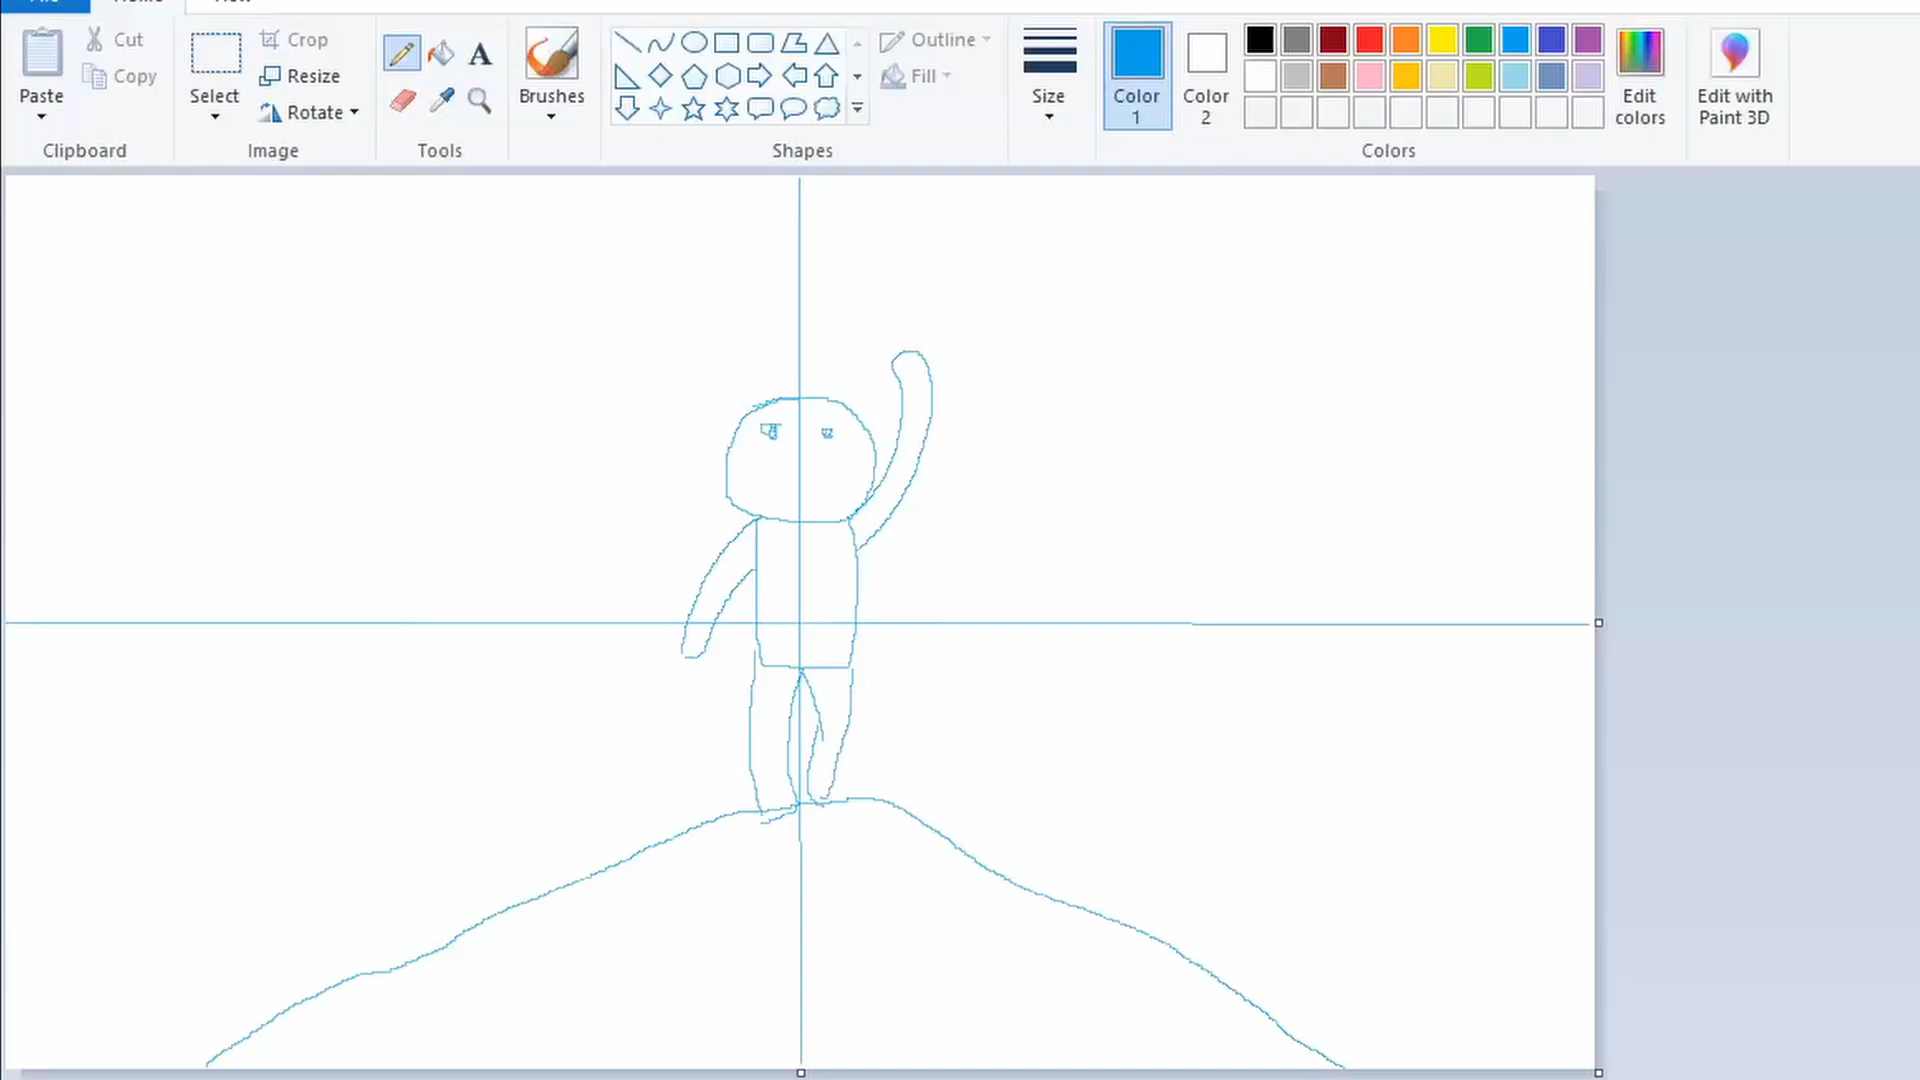 Cut
Copy
Paste
Clipboard
Select
Crop
Resize
Rotate
Image
A
Tools
Brushes
Shapes
Outline
Fill
Size
Color 1
Color 2
Colors
Edit colors
Edit with Paint 3D